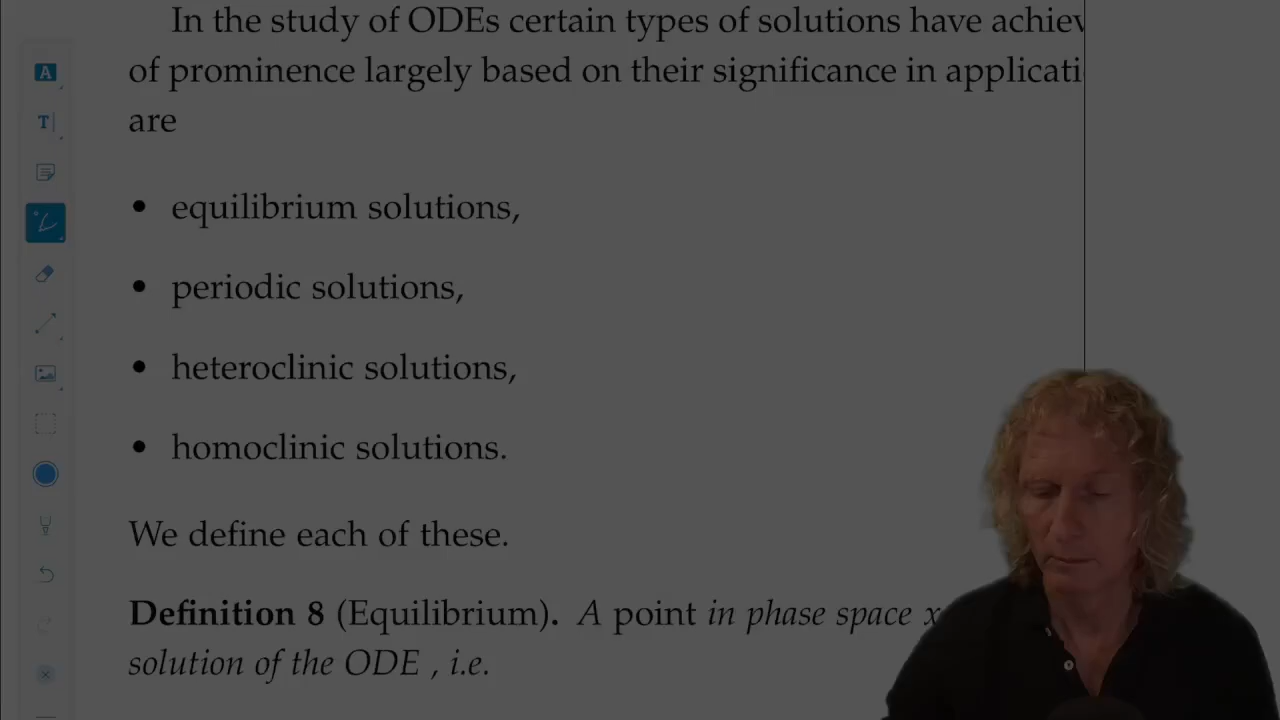 In the study of ODEs certain types of solutions have
of prominence largely based on their significance in
are
• equilibrium solutions,
• periodic solutions,
• heteroclinic solutions,
• homoclinic solutions.
We define each of these.
Definition 8 (Equilibrium). A point in phase space x
solution of the ODE , i.e.
A
T